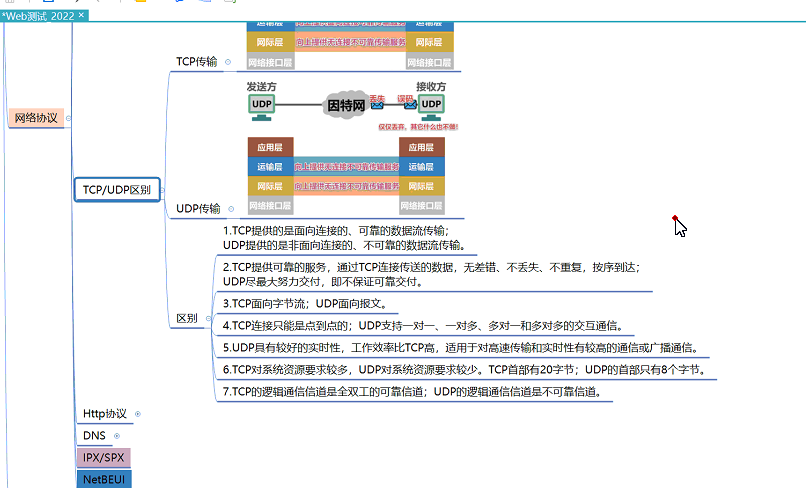 *Web测试_2022 ×
网络协议
TCP/UDP区别
TCP传输
运输层
网际层 向上提供无连接不可靠传输服务 网际层
网络接口层 网络接口层
发送方 接收方
UDP 因特网 丢失 误码 UDP
仅仅丢弃，其它什么也不做！
应用层 应用层
运输层 向上提供无连接不可靠传输服务 运输层
网际层 向上提供无连接不可靠传输服务 网际层
网络接口层 网络接口层
UDP传输
区别
1.TCP提供的是面向连接的、可靠的数据流传输；
UDP提供的是非面向连接的、不可靠的数据流传输。
2.TCP提供可靠的服务，通过TCP连接传送的数据，无差错、不丢失、不重复，按序到达；
UDP尽最大努力交付，即不保证可靠交付。
3.TCP面向字节流；UDP面向报文。
4.TCP连接只能是点到点的；UDP支持一对一、一对多、多对一和多对多的交互通信。
5.UDP具有较好的实时性，工作效率比TCP高，适用于对高速传输和实时性有较高的通信或广播通信。
6.TCP对系统资源要求较多，UDP对系统资源要求较少。TCP首部有20字节；UDP的首部只有8个字节。
7.TCP的逻辑通信信道是全双工的可靠信道；UDP的逻辑通信信道是不可靠信道。
Http协议
DNS
IPX/SPX
NetBEUI